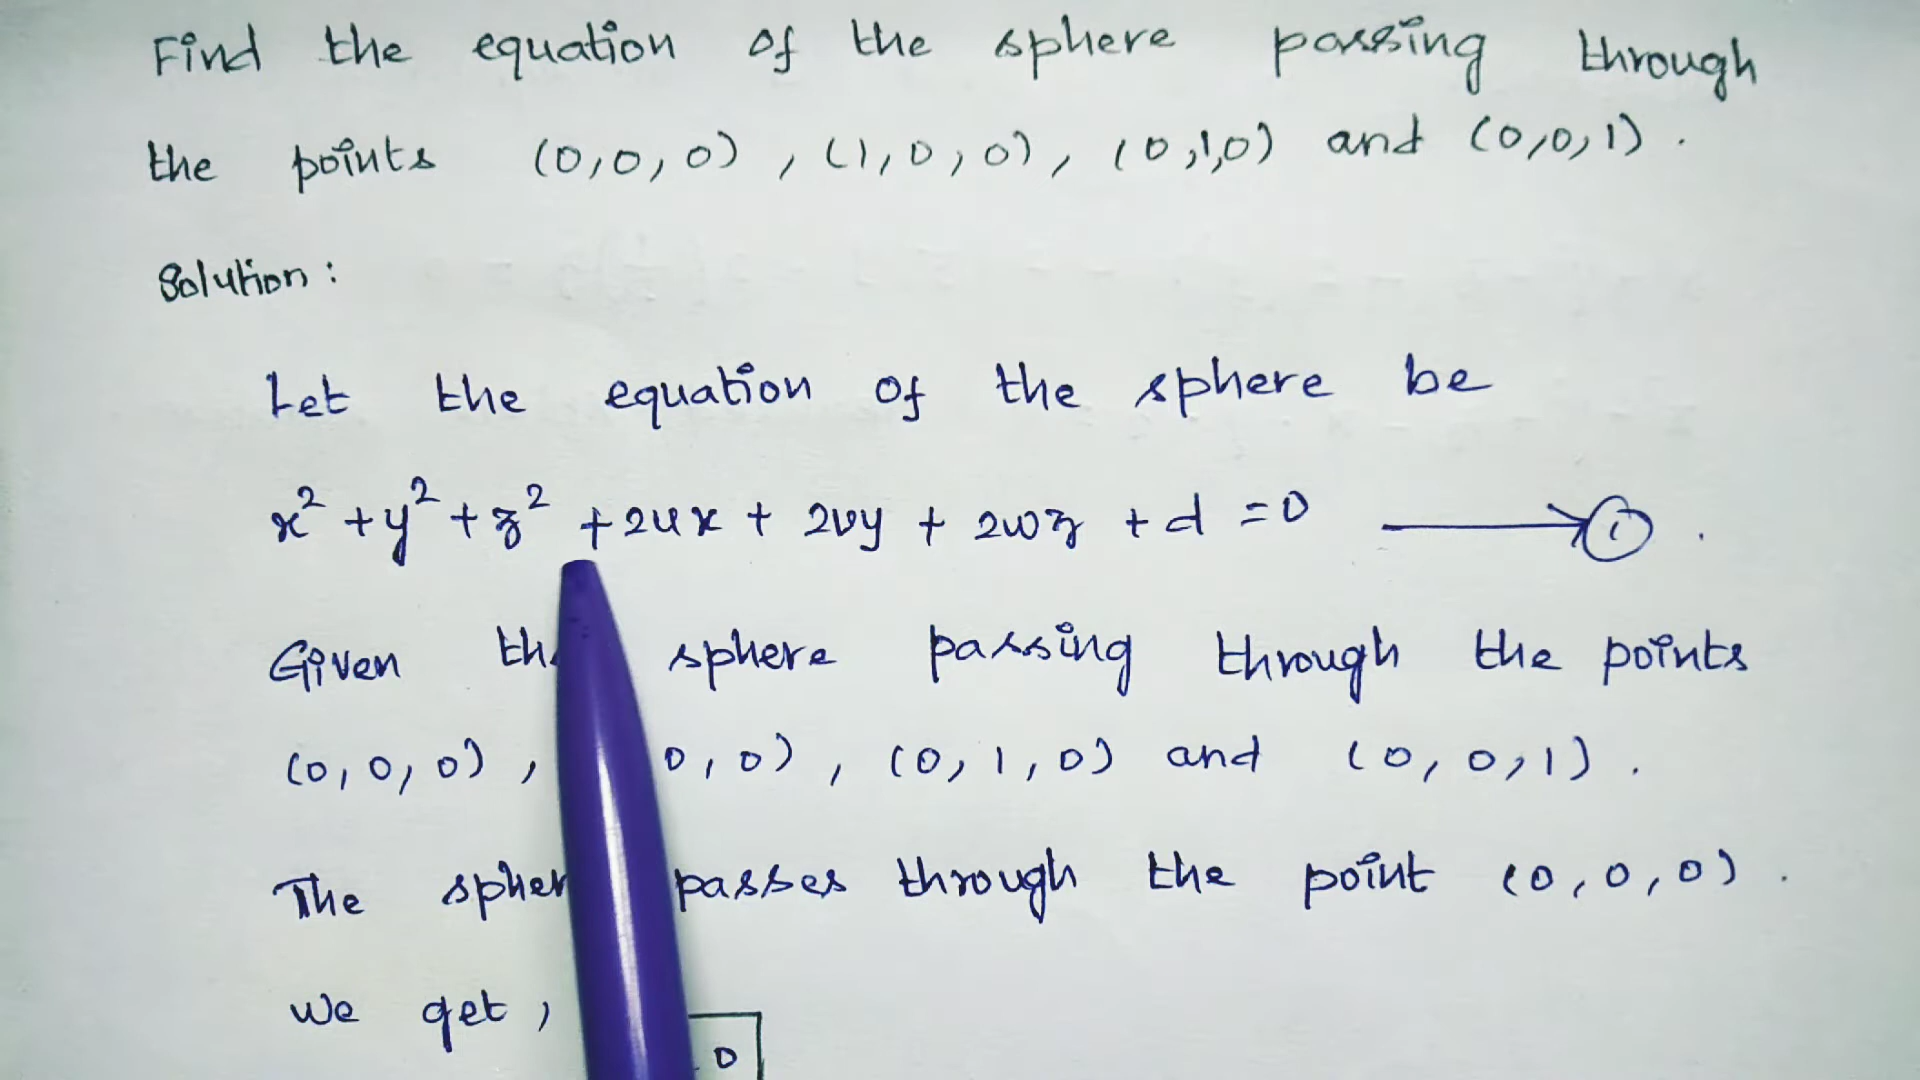 Find the equation of the sphere passing through
the points (0,0,0), (1,0,0), (0,1,0) and (0,0,1).
Solution:
Let the equation of the sphere be
x² + y² + z² + 2ux + 2vy + 2wz + d = 0 → ① .
Given sphere passing through the points
(0,0,0), 0,0), (0,1,0) and (0,0,1).
The passes through the point (0,0,0).
we get, 0